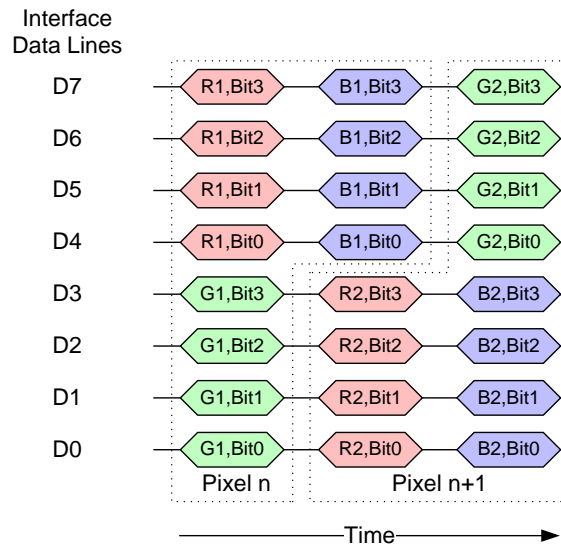 Interface
Data Lines
D7 R1,Bit3 B1,Bit3 G2,Bit3
D6 R1,Bit2 B1,Bit2 G2,Bit2
D5 R1,Bit1 B1,Bit1 G2,Bit1
D4 R1,Bit0 B1,Bit0 G2,Bit0
D3 G1,Bit3 R2,Bit3 B2,Bit3
D2 G1,Bit2 R2,Bit2 B2,Bit2
D1 G1,Bit1 R2,Bit1 B2,Bit1
D0 G1,Bit0 R2,Bit0 B2,Bit0
Pixel n Pixel n+1
Time